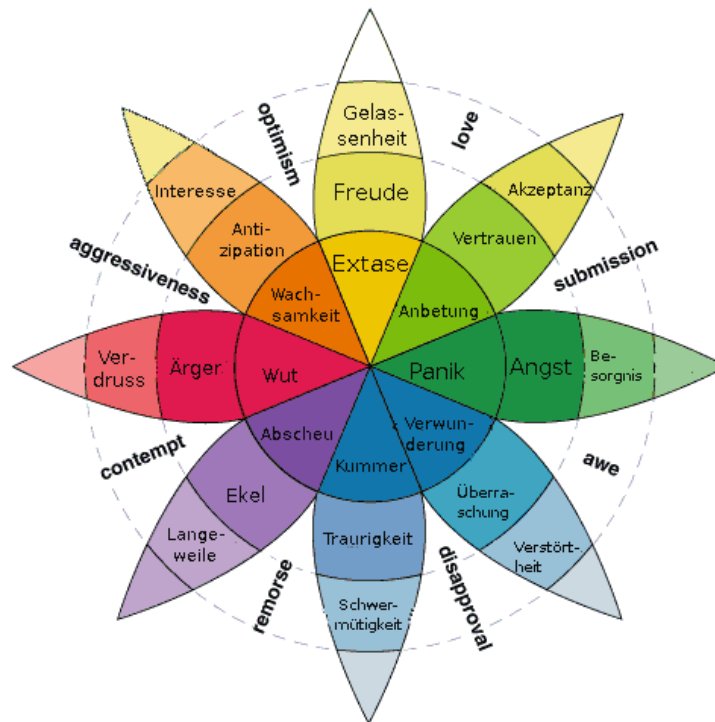 optimism
love
Gelas-
senheit
Freude
Extase
Interesse
Anti-
zipation
Wach-
samkeit
Akzeptanz
Vertrauen
Anbetung
aggressiveness
submission
Ver-
druss
Ärger
Wut
Panik
Angst
Be-
sorgnis
contempt
awe
Abscheu
Ekel
Lange-
weile
Kummer
Traurigkeit
Schwer-
mütigkeit
Verwun-
derung
Überra-
schung
Verstört-
heit
remorse
disapproval